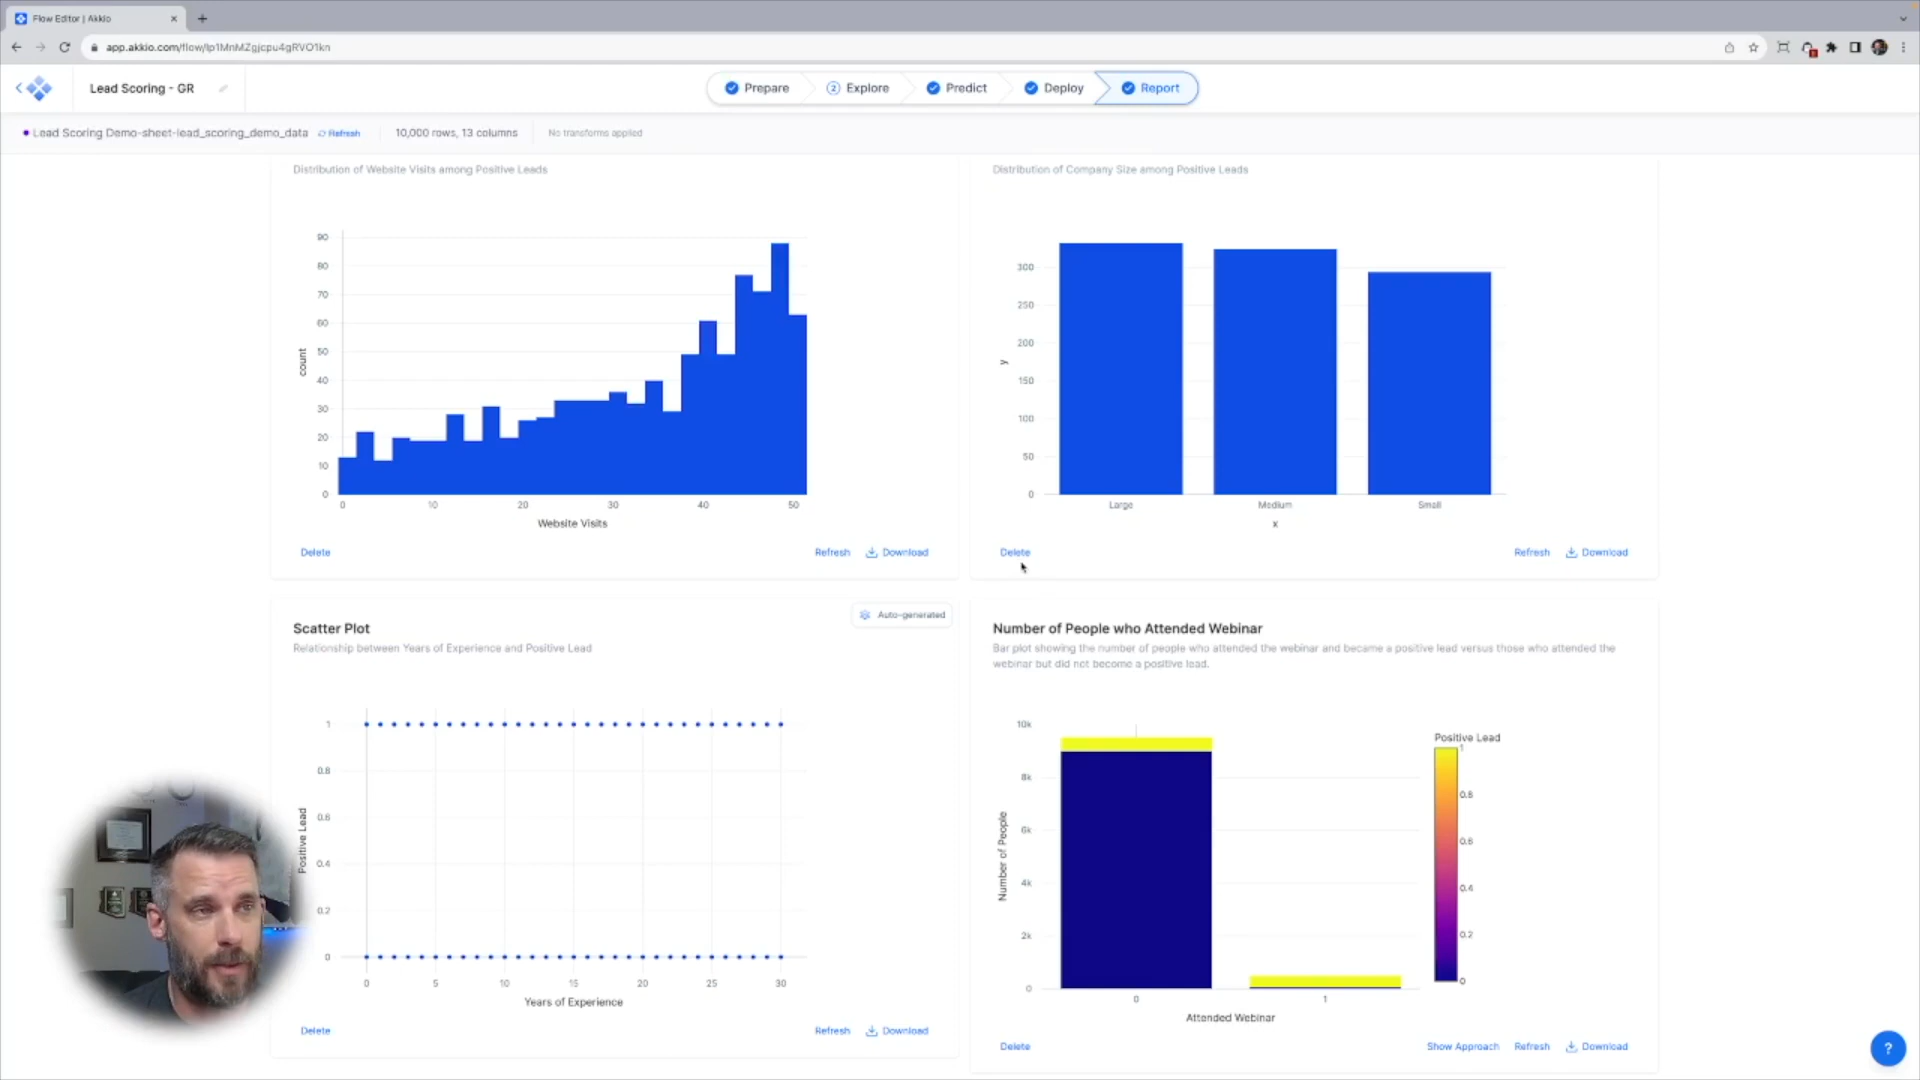 Flow Editor | Akkio
app.akkio.com/flow/Ip1MnMZgjcpu4gRVO1kn
Lead Scoring - GR
Prepare
2 Explore
Predict
Deploy
Report
Lead Scoring Demo-sheet-lead_scoring_demo_data
Refresh
10,000 rows, 13 columns
No transforms applied
Distribution of Website Visits among Positive Leads
90
80
70
60
50
40
30
20
10
0
count
0 10 20 30 40 50
Website Visits
Delete
Refresh
Download
Distribution of Company Size among Positive Leads
300
250
200
150
100
50
0
y
Large Medium Small
x
Delete
Refresh
Download
Auto-generated
Scatter Plot
Relationship between Years of Experience and Positive Lead
1
0.8
0.6
0.4
0.2
0
Positive Lead
0 5 10 15 20 25 30
Years of Experience
Delete
Refresh
Download
Number of People who Attended Webinar
Bar plot showing the number of people who attended the webinar and became a positive lead versus those who attended the
webinar but did not become a positive lead.
10k
8k
6k
4k
2k
0
Number of People
0 1
Attended Webinar
Positive Lead
1
0.8
0.6
0.4
0.2
0
Delete
Show Approach
Refresh
Download
?